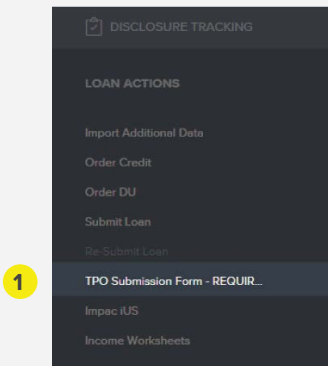 DISCLOSURE TRACKING
LOAN ACTIONS
Import Additional Data
Order Credit
Order DU
Submit Loan
Re-Submit Loan
1
TPO Submission Form - REQUIR...
Impac iUS
Income Worksheets